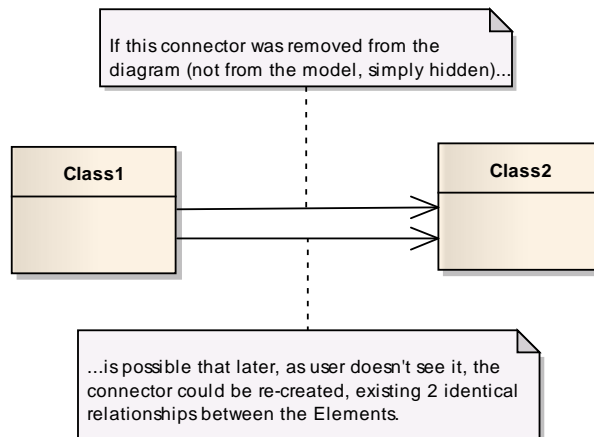 If this connector was removed from the
diagram (not from the model, simply hidden)...
Class1
Class2
...is possible that later, as user doesn't see it, the
connector could be re-created, existing 2 identical
relationships between the Elements.